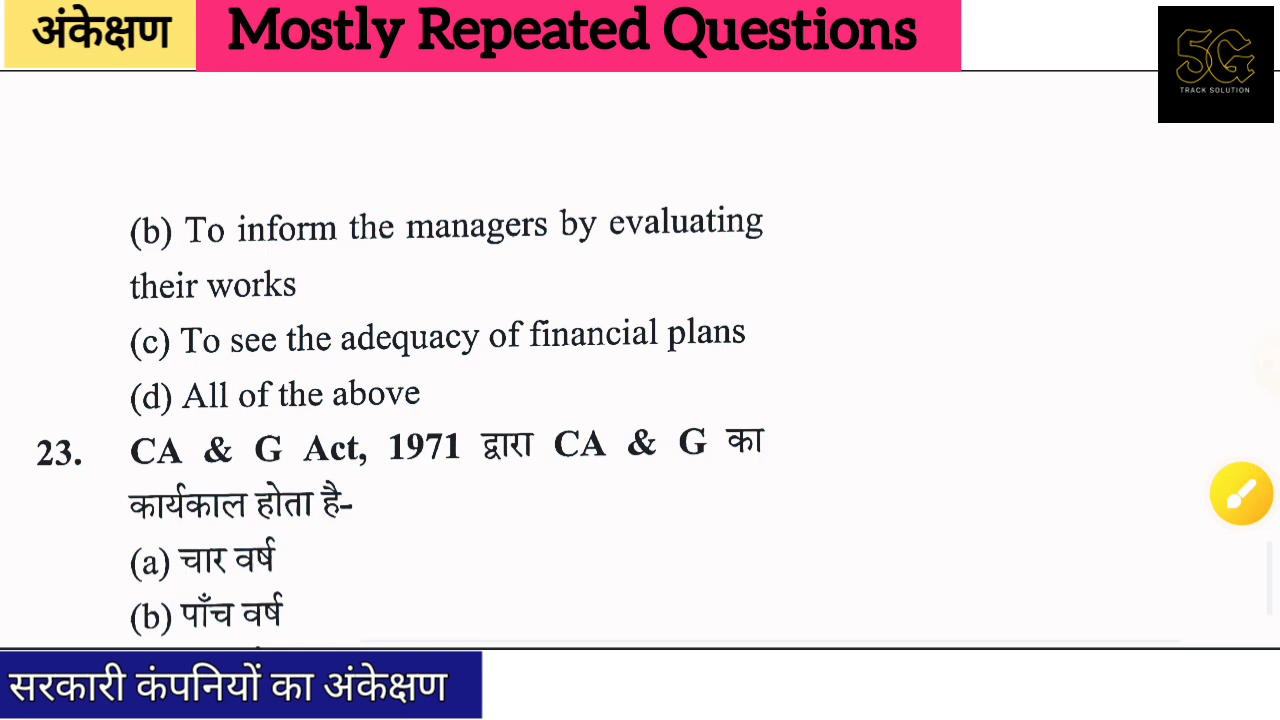 अंकेक्षण Mostly Repeated Questions
5G
TRACK SOLUTION
(b) To inform the managers by evaluating
their works
(c) To see the adequacy of financial plans
(d) All of the above
23. CA & G Act, 1971 द्वारा CA & G का
कार्यकाल होता है-
(a) चार वर्ष
(b) पाँच वर्ष
सरकारी कंपनियों का अंकेक्षण